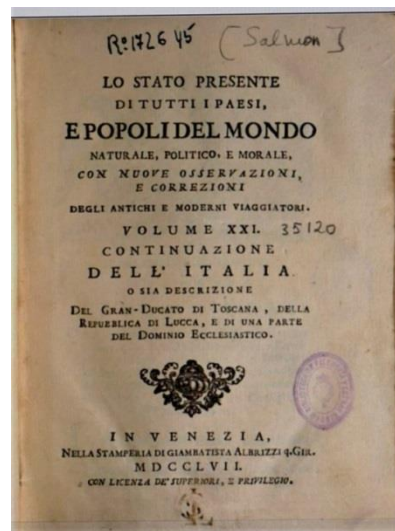 Rº 1726 45 [Salmon]
LO STATO PRESENTE
DI TUTTI I PAESI,
E POPOLI DEL MONDO
NATURALE, POLITICO, E MORALE,
CON NUOVE OSSERVAZIONI,
E CORREZIONI
DEGLI ANTICHI E MODERNI VIAGGIATORI.
VOLUME XXI. 35120
CONTINUAZIONE
DELL' ITALIA
O SIA DESCRIZIONE
DEL GRAN-DUCATO DI TOSCANA, DELLA
REPUBBLICA DI LUCCA, E DI UNA PARTE
DEL DOMINIO ECCLESIASTICO.
IN VENEZIA,
NELLA STAMPERIA DI GIAMBATISTA ALBRIZZI q. GIR.
MDCCLVII.
CON LICENZA DE' SUPERIORI, E PRIVILEGIO.